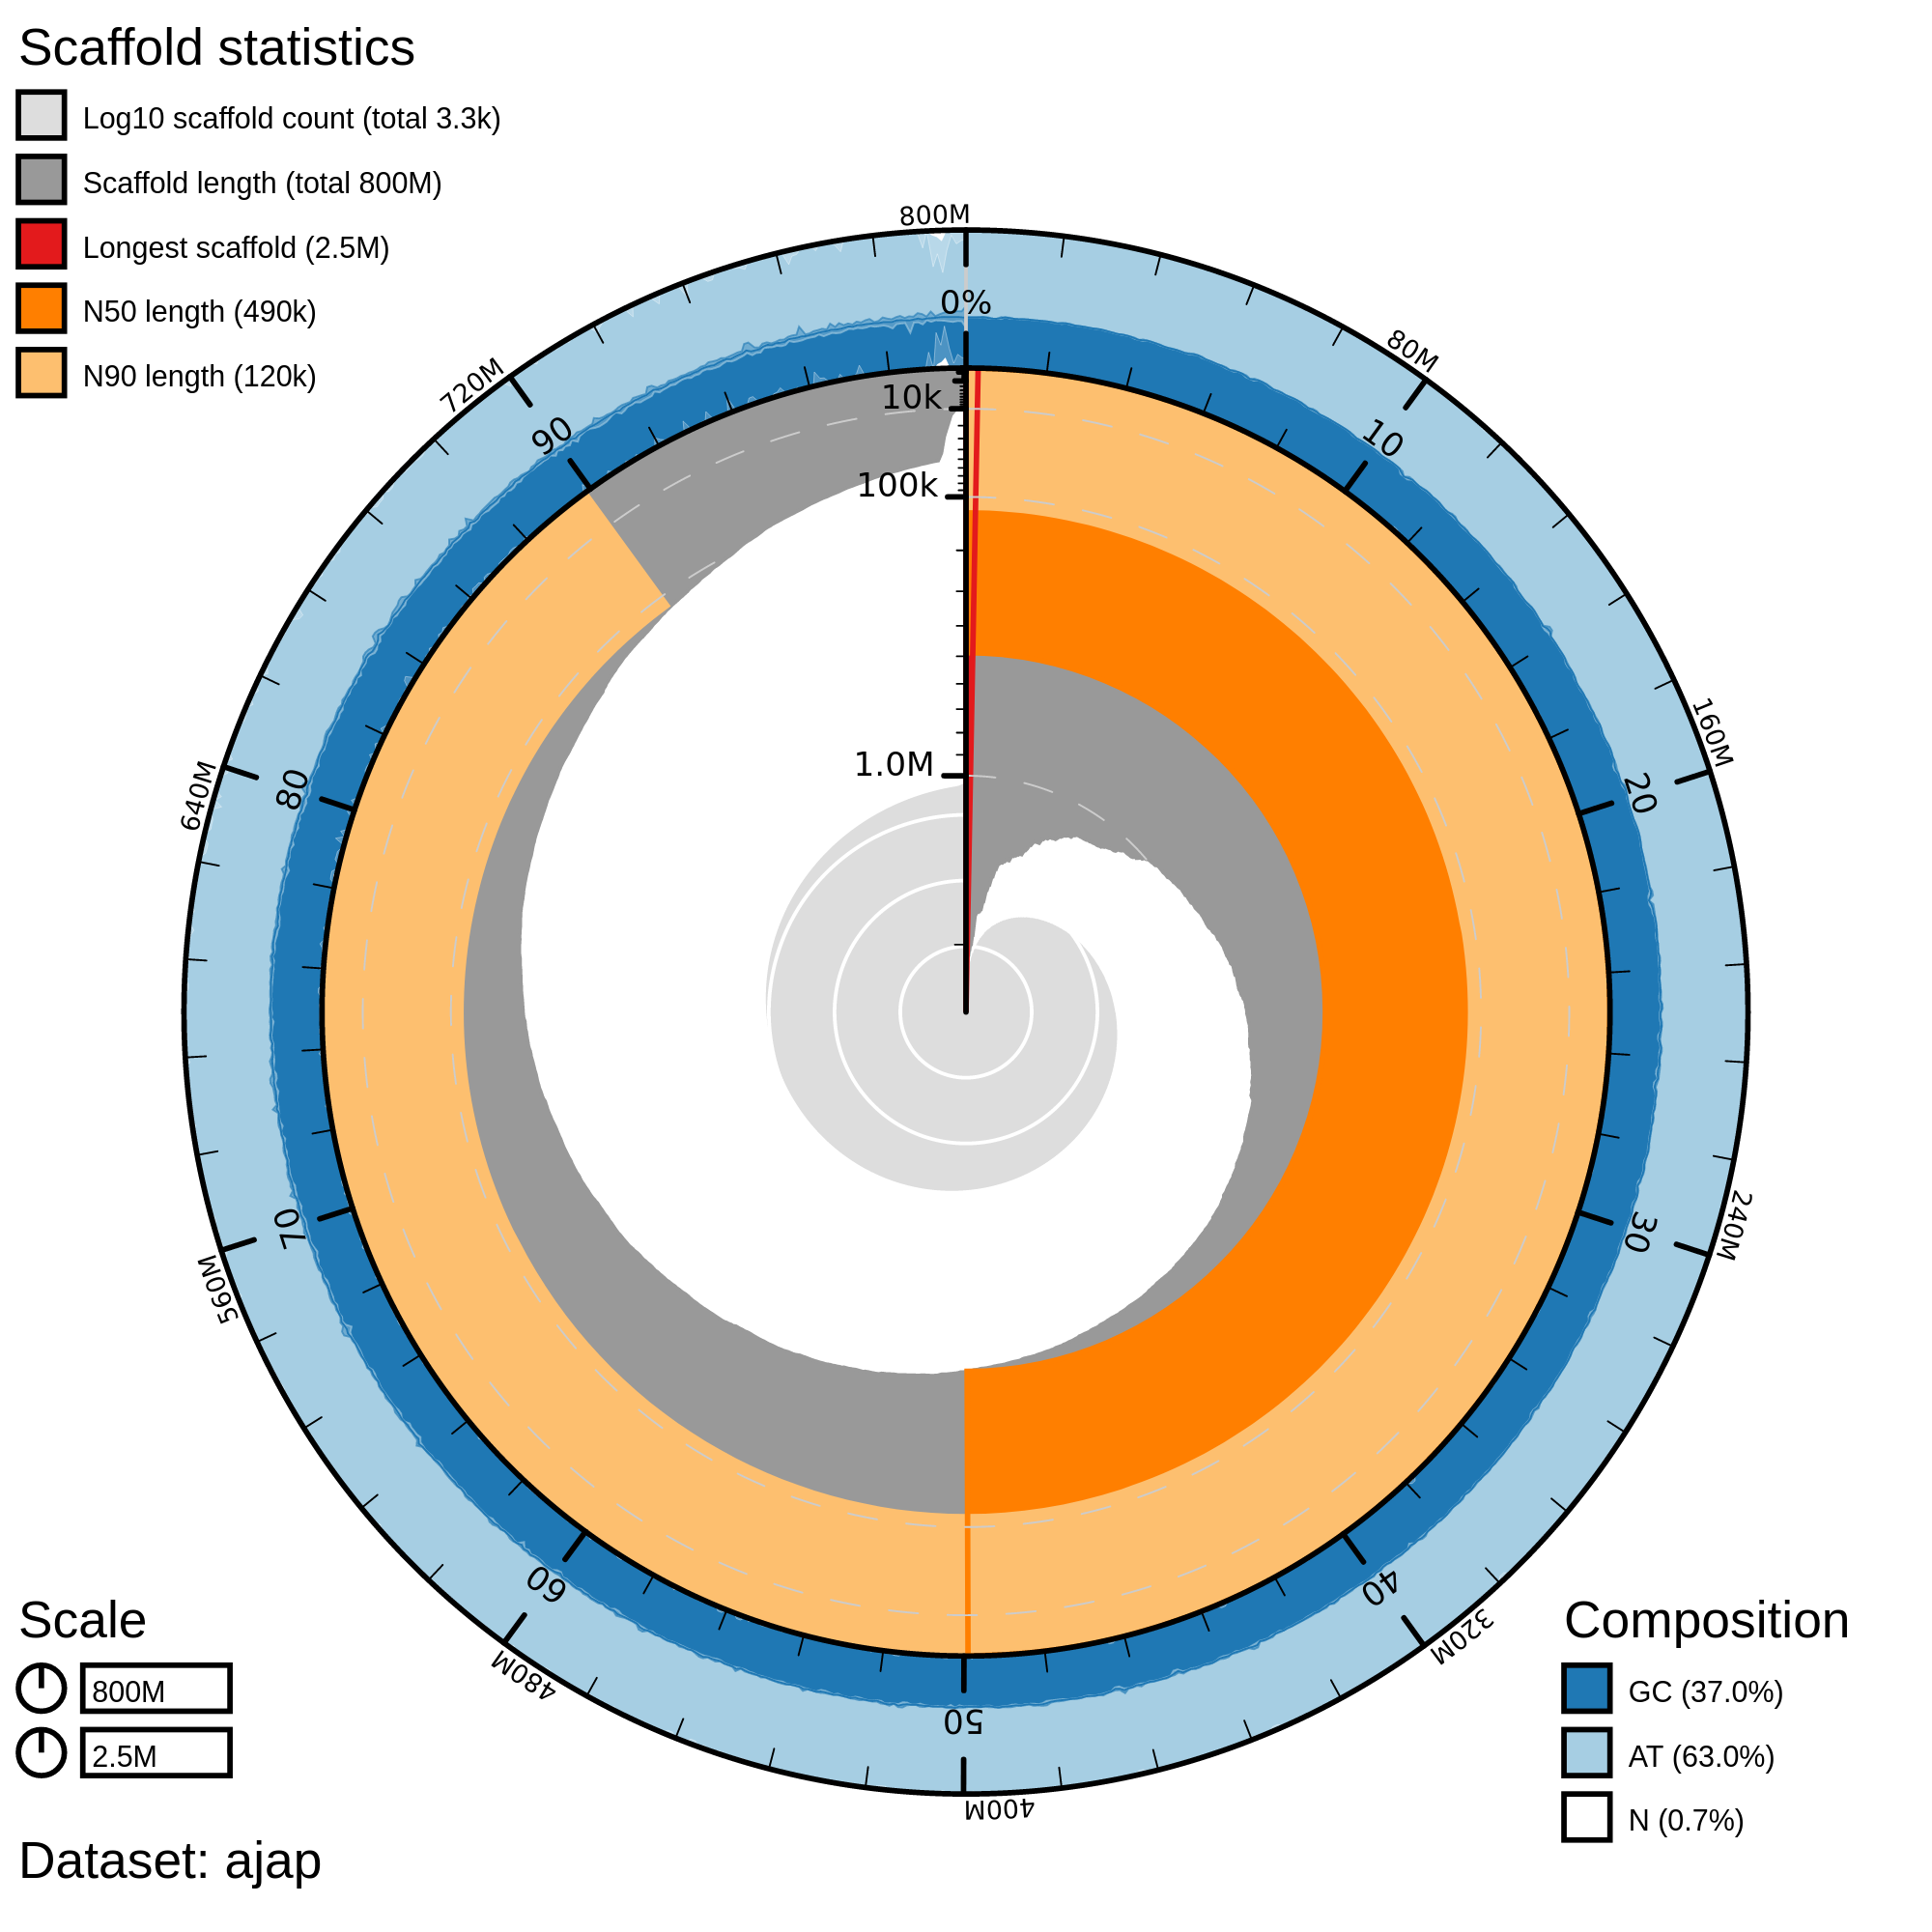 Scaffold statistics
Log10 scaffold count (total 3.3k)
Scaffold length (total 800M)
Longest scaffold (2.5M)
N50 length (490k)
N90 length (120k)
800M
80M
160M
240M
320M
400M
480M
560M
640M
720M
0%
10
20
30
40
50
60
70
80
90
10k
100k
1.0M
Scale
800M
2.5M
Dataset: ajap
Composition
GC (37.0%)
AT (63.0%)
N (0.7%)